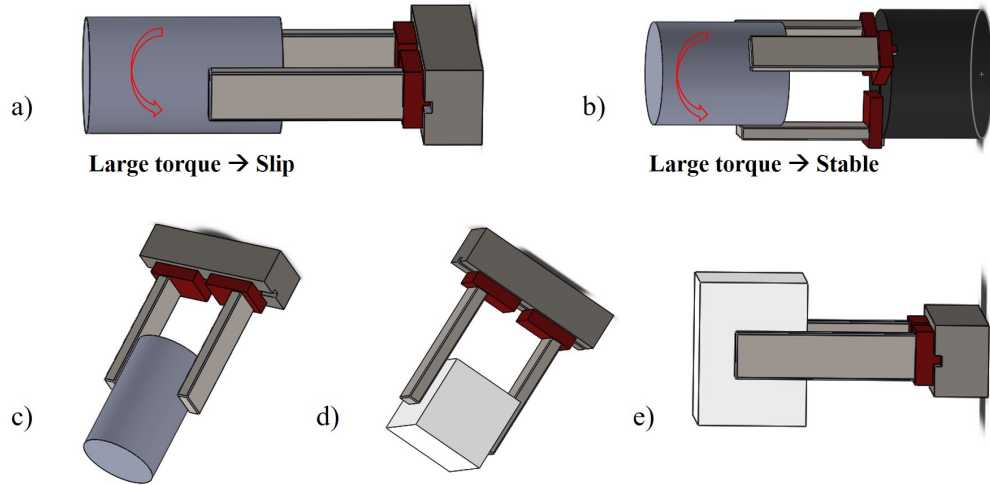 a)
b)
Large torque → Slip
Large torque → Stable
c)
d)
e)